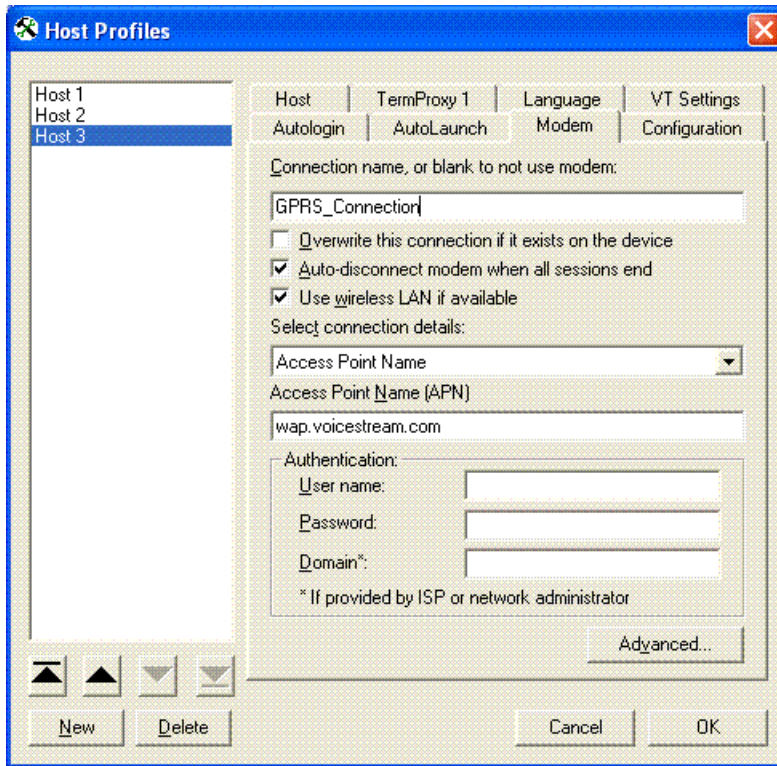 Host Profiles
Host 1
Host 2
Host 3
Host TermProxy 1 Language VT Settings
Autologin AutoLaunch Modem Configuration
Connection name, or blank to not use modem:
GPRS_Connection
Overwrite this connection if it exists on the device
Auto-disconnect modem when all sessions end
Use wireless LAN if available
Select connection details:
Access Point Name
Access Point Name (APN)
wap.voicestream.com
Authentication:
User name:
Password:
Domain*:
* If provided by ISP or network administrator
Advanced...
New Delete Cancel OK